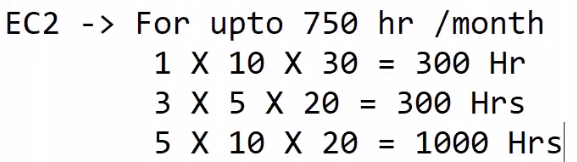 EC2 -> For upto 750 hr /month
1 X 10 X 30 = 300 Hr
3 X 5 X 20 = 300 Hrs
5 X 10 X 20 = 1000 Hrs